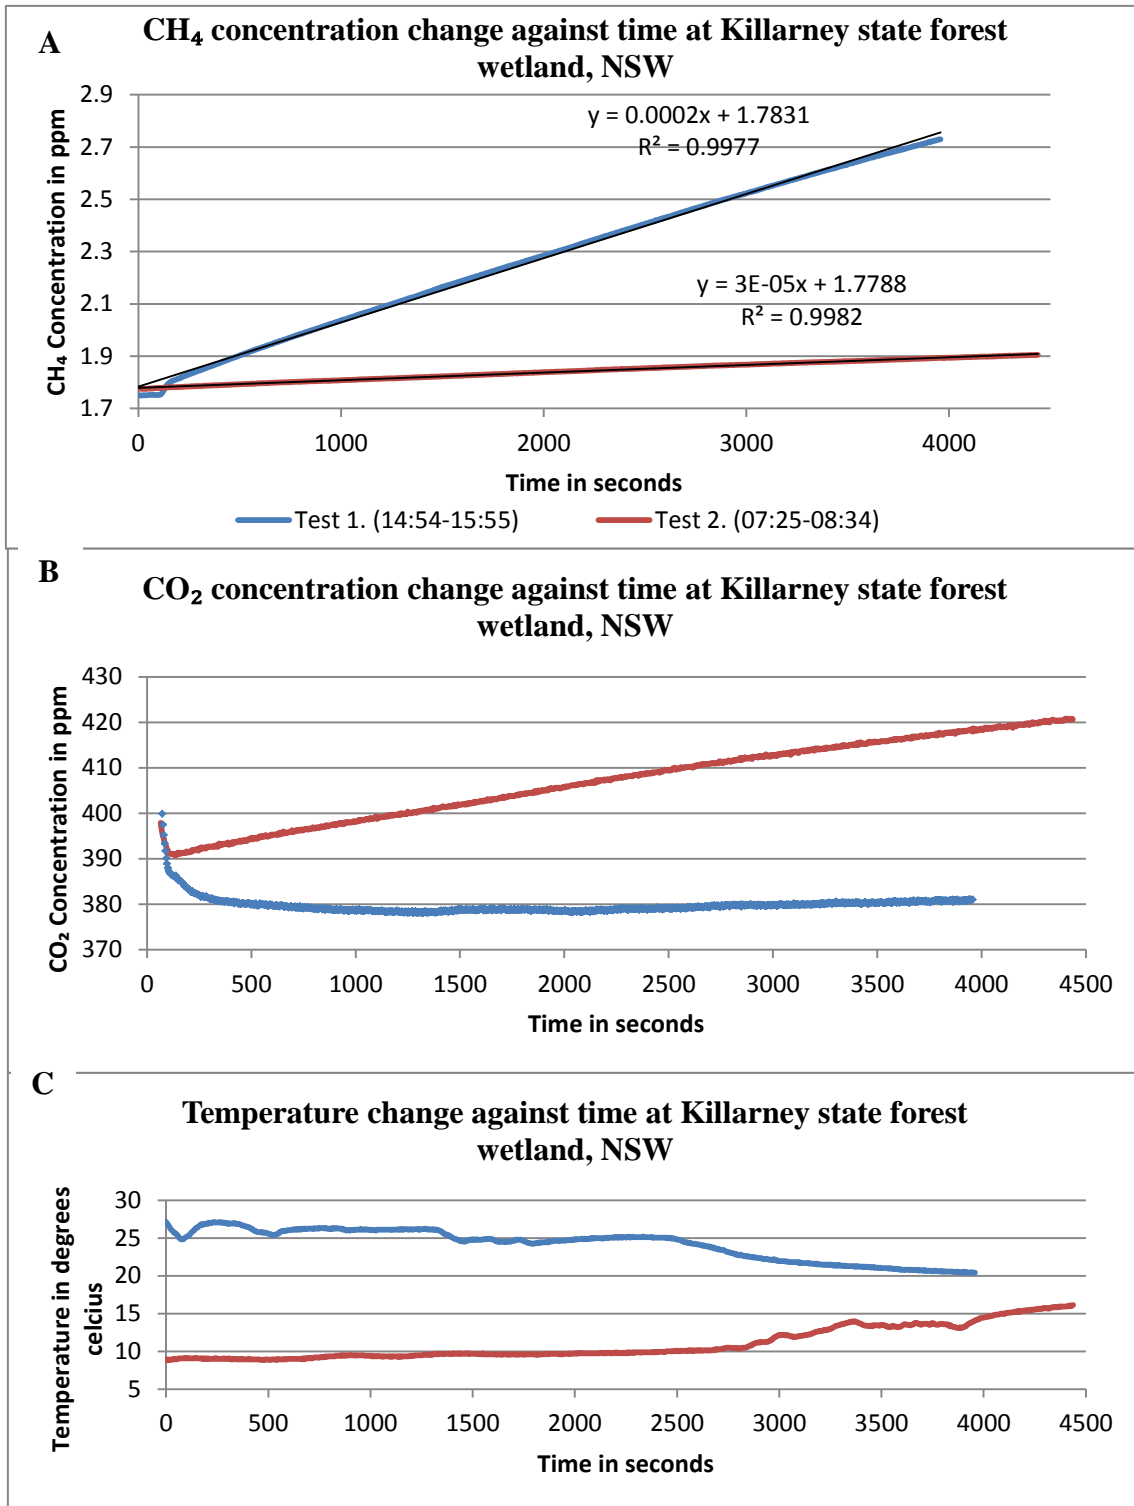 A
CH₄ concentration change against time at Killarney state forest
wetland, NSW
CH₄ Concentration in ppm
2.9
2.7
2.5
2.3
2.1
1.9
1.7
y = 0.0002x + 1.7831
R² = 0.9977
y = 3E-05x + 1.7788
R² = 0.9982
0 1000 2000 3000 4000
Time in seconds
Test 1. (14:54-15:55) Test 2. (07:25-08:34)
B
CO₂ concentration change against time at Killarney state forest
wetland, NSW
CO₂ Concentration in ppm
430
420
410
400
390
380
370
0 500 1000 1500 2000 2500 3000 3500 4000 4500
Time in seconds
C
Temperature change against time at Killarney state forest
wetland, NSW
Temperature in degrees
celcius
30
25
20
15
10
5
0 500 1000 1500 2000 2500 3000 3500 4000 4500
Time in seconds